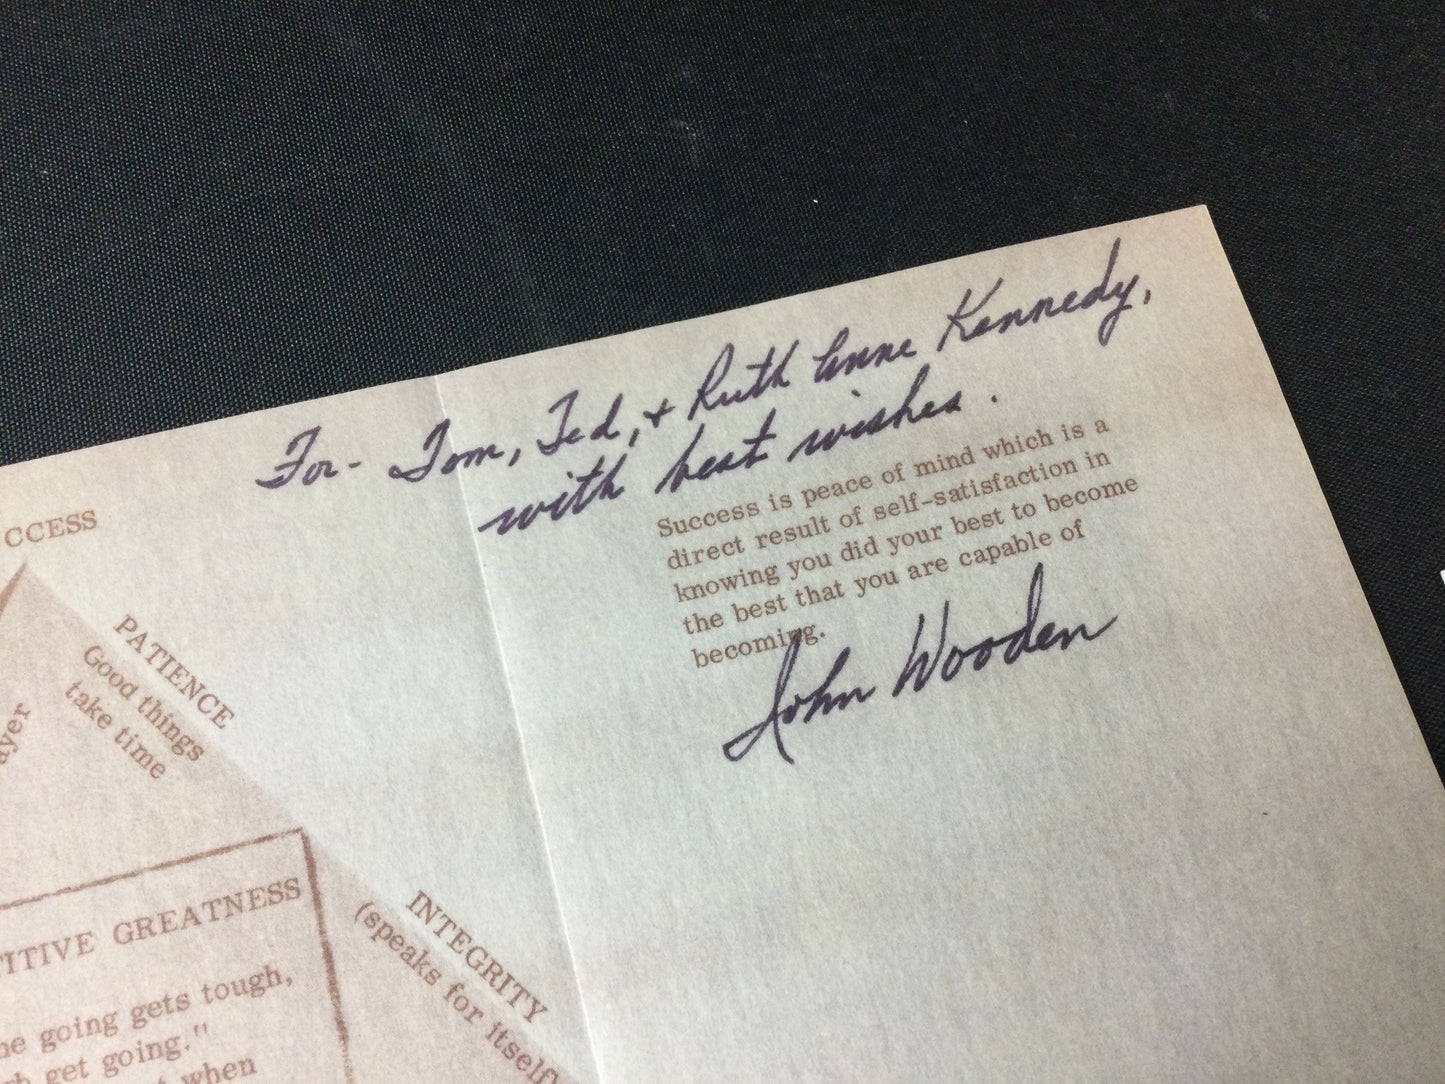 For - Tom, Ted, + Ruth Anne Kennedy,
with best wishes.
Success is peace of mind which is a
direct result of self-satisfaction in
knowing you did your best to become
the best that you are capable of
becoming.
John Wooden
CCESS
PATIENCE
Good things
take time
ayer
TITIVE GREATNESS
he going gets tough,
gh get going."
when
INTEGRITY
(speaks for itself)